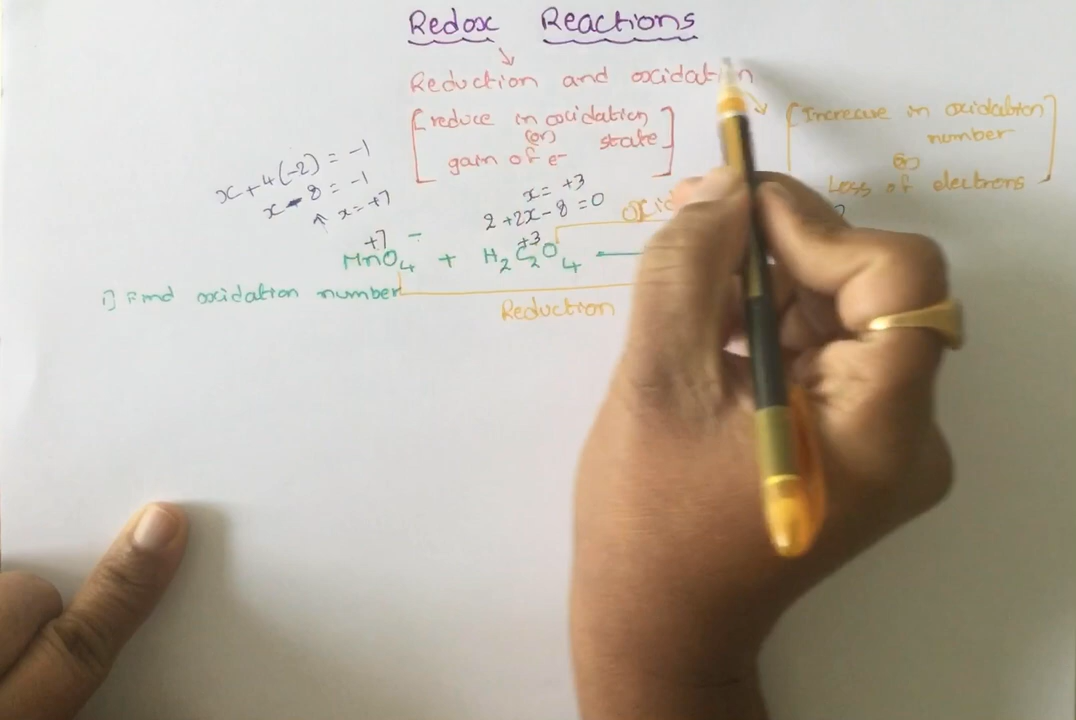 Redox Reactions
Reduction and oxidation
[reduce in oxidation
(or) state]
gain of e-
[Increase in oxidation
number
(or)
Loss of electrons]
x+4(-2) = -1
x-8 = -1
↑ x=+7
x= +3
2+2x-8=0
+7 +3
MnO4- + H2C2O4
1) Find oxidation number
Reduction